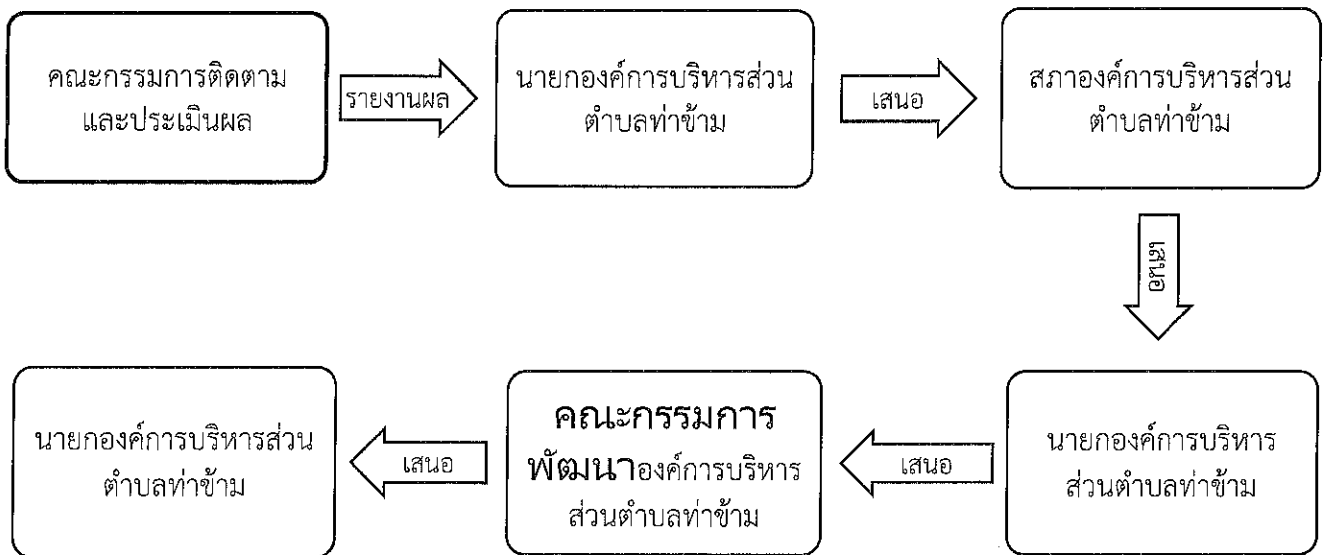 คณะกรรมการติดตาม
และประเมินผล
รายงานผล
นายกองค์การบริหารส่วน
ตำบลท่าข้าม
เสนอ
สภาองค์การบริหารส่วน
ตำบลท่าข้าม
เสนอ
นายกองค์การบริหาร
ส่วนตำบลท่าข้าม
เสนอ
คณะกรรมการ
พัฒนาองค์การบริหาร
ส่วนตำบลท่าข้าม
เสนอ
นายกองค์การบริหารส่วน
ตำบลท่าข้าม